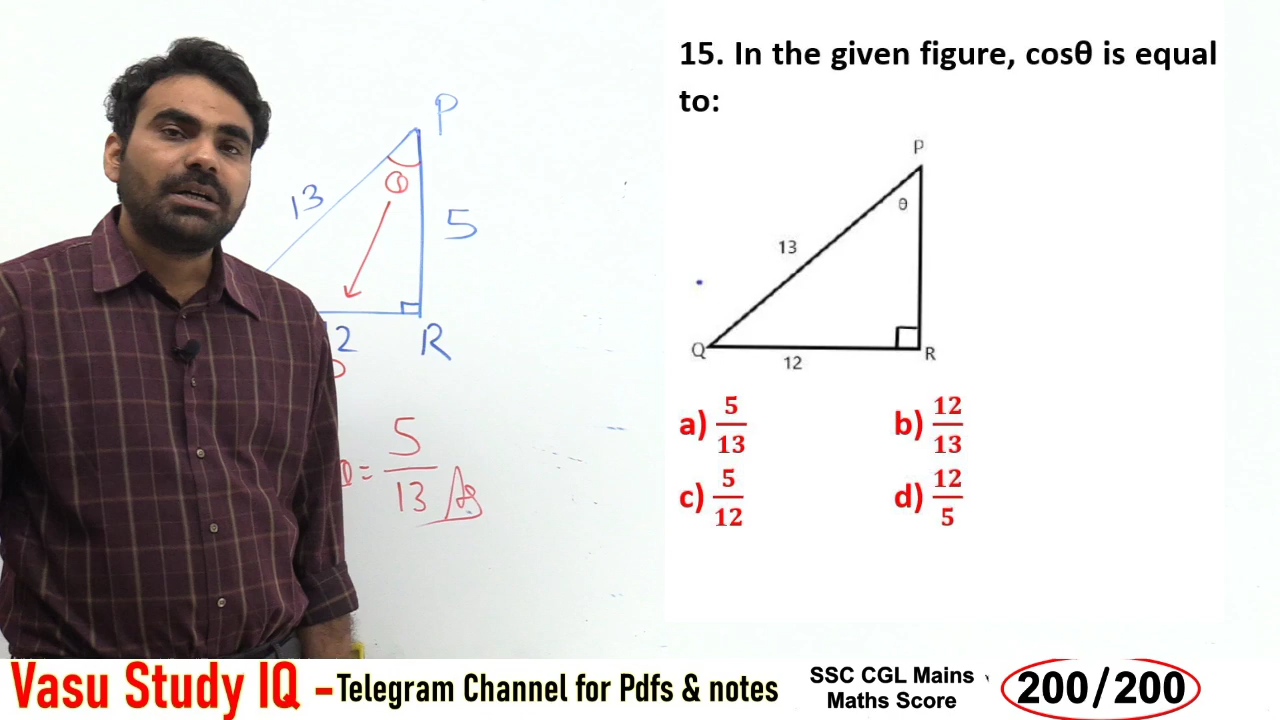 15. In the given figure, cosθ is equal
to:
P
θ
13
Q
12
R
a) 5/13
b) 12/13
c) 5/12
d) 12/5
P
13
θ
5
2
R
θ = 5/13 As
Vasu Study IQ - Telegram Channel for Pdfs & notes
SSC CGL Mains
Maths Score
200/200